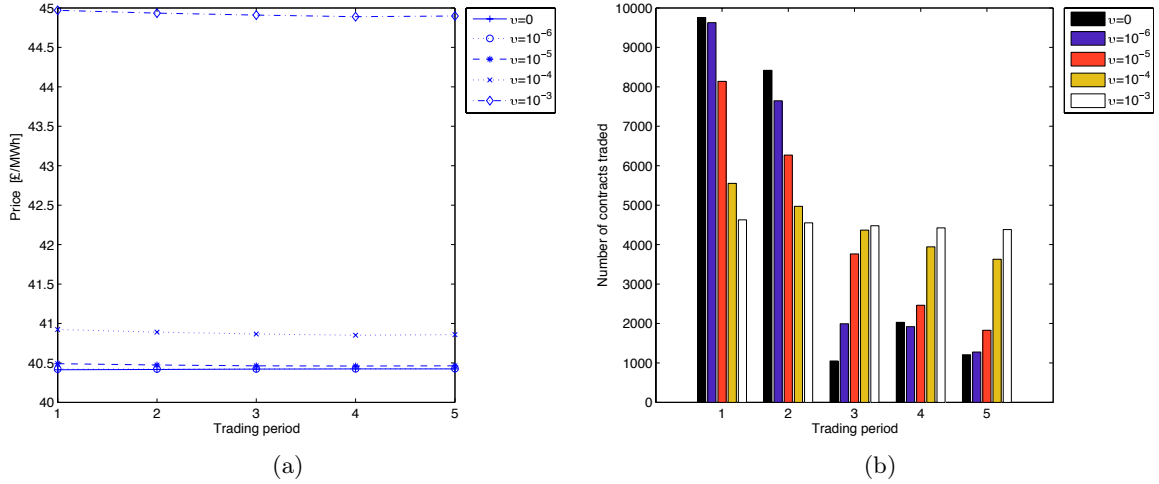 45
44.5
44
43.5
43
42.5
42
41.5
41
40.5
40
Price [£/MWh]
1 2 3 4 5
Trading period
υ=0
υ=10⁻⁶
υ=10⁻⁵
υ=10⁻⁴
υ=10⁻³
(a)
10000
9000
8000
7000
6000
5000
4000
3000
2000
1000
0
Number of contracts traded
1 2 3 4 5
Trading period
υ=0
υ=10⁻⁶
υ=10⁻⁵
υ=10⁻⁴
υ=10⁻³
(b)